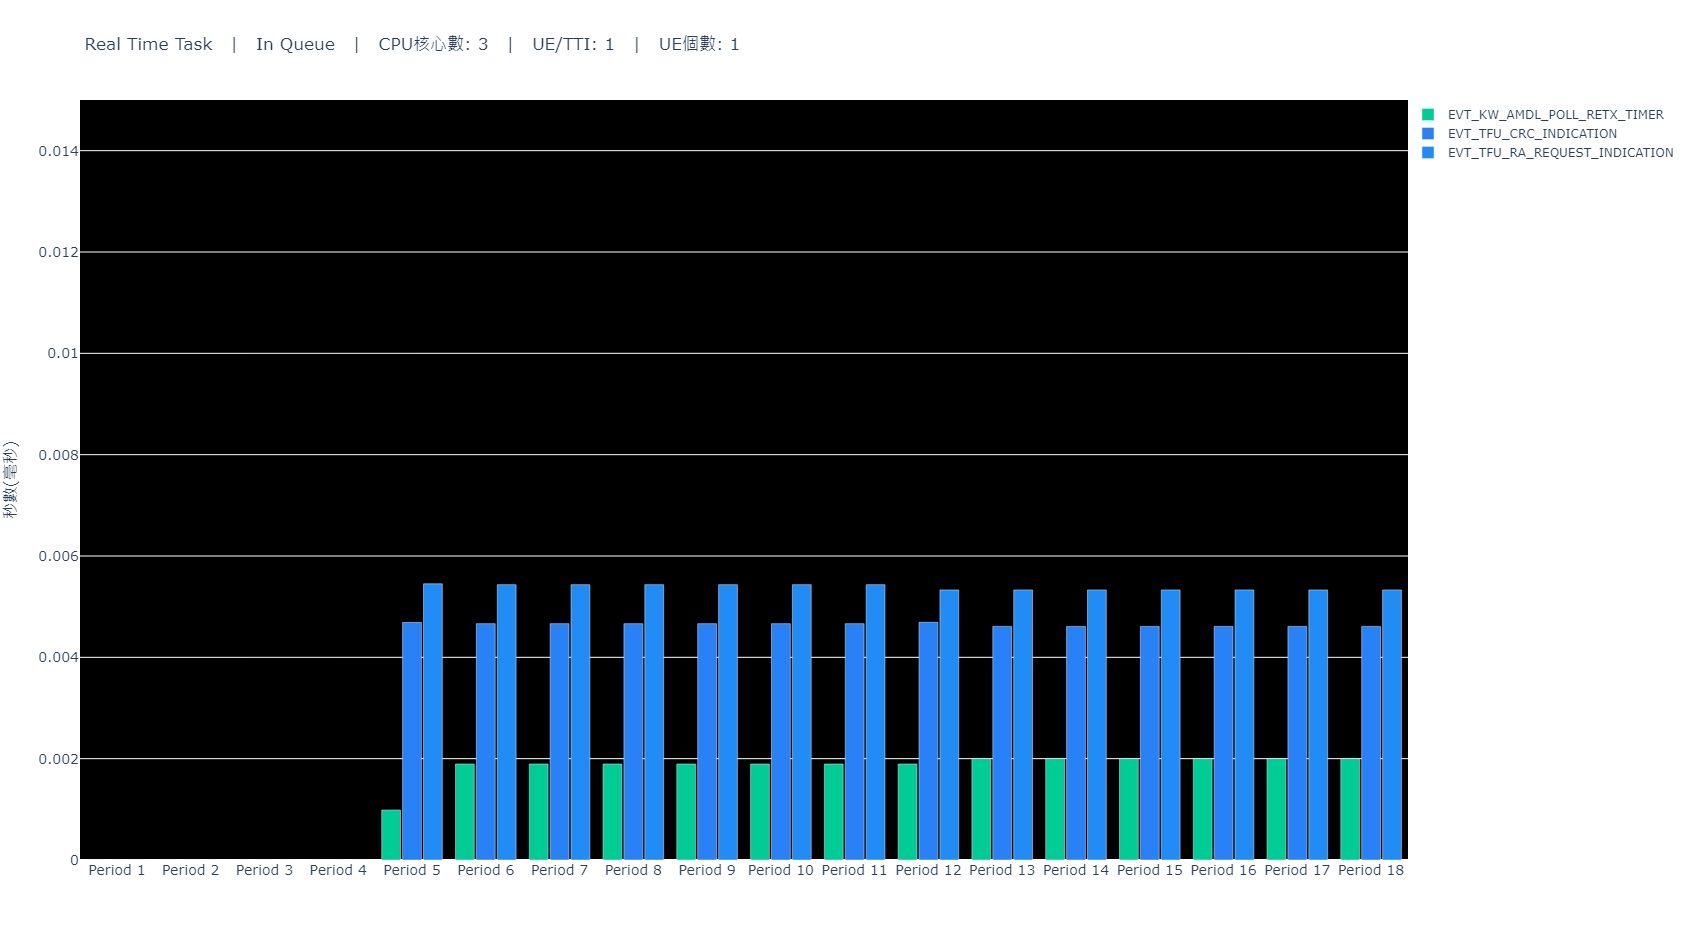 Real Time Task | In Queue | CPU核心數: 3 | UE/TTI: 1 | UE個數: 1
EVT_KW_AMDL_POLL_RETX_TIMER
EVT_TFU_CRC_INDICATION
EVT_TFU_RA_REQUEST_INDICATION
秒數(毫秒)
0.014
0.012
0.01
0.008
0.006
0.004
0.002
0
Period 1 Period 2 Period 3 Period 4 Period 5 Period 6 Period 7 Period 8 Period 9 Period 10 Period 11 Period 12 Period 13 Period 14 Period 15 Period 16 Period 17 Period 18